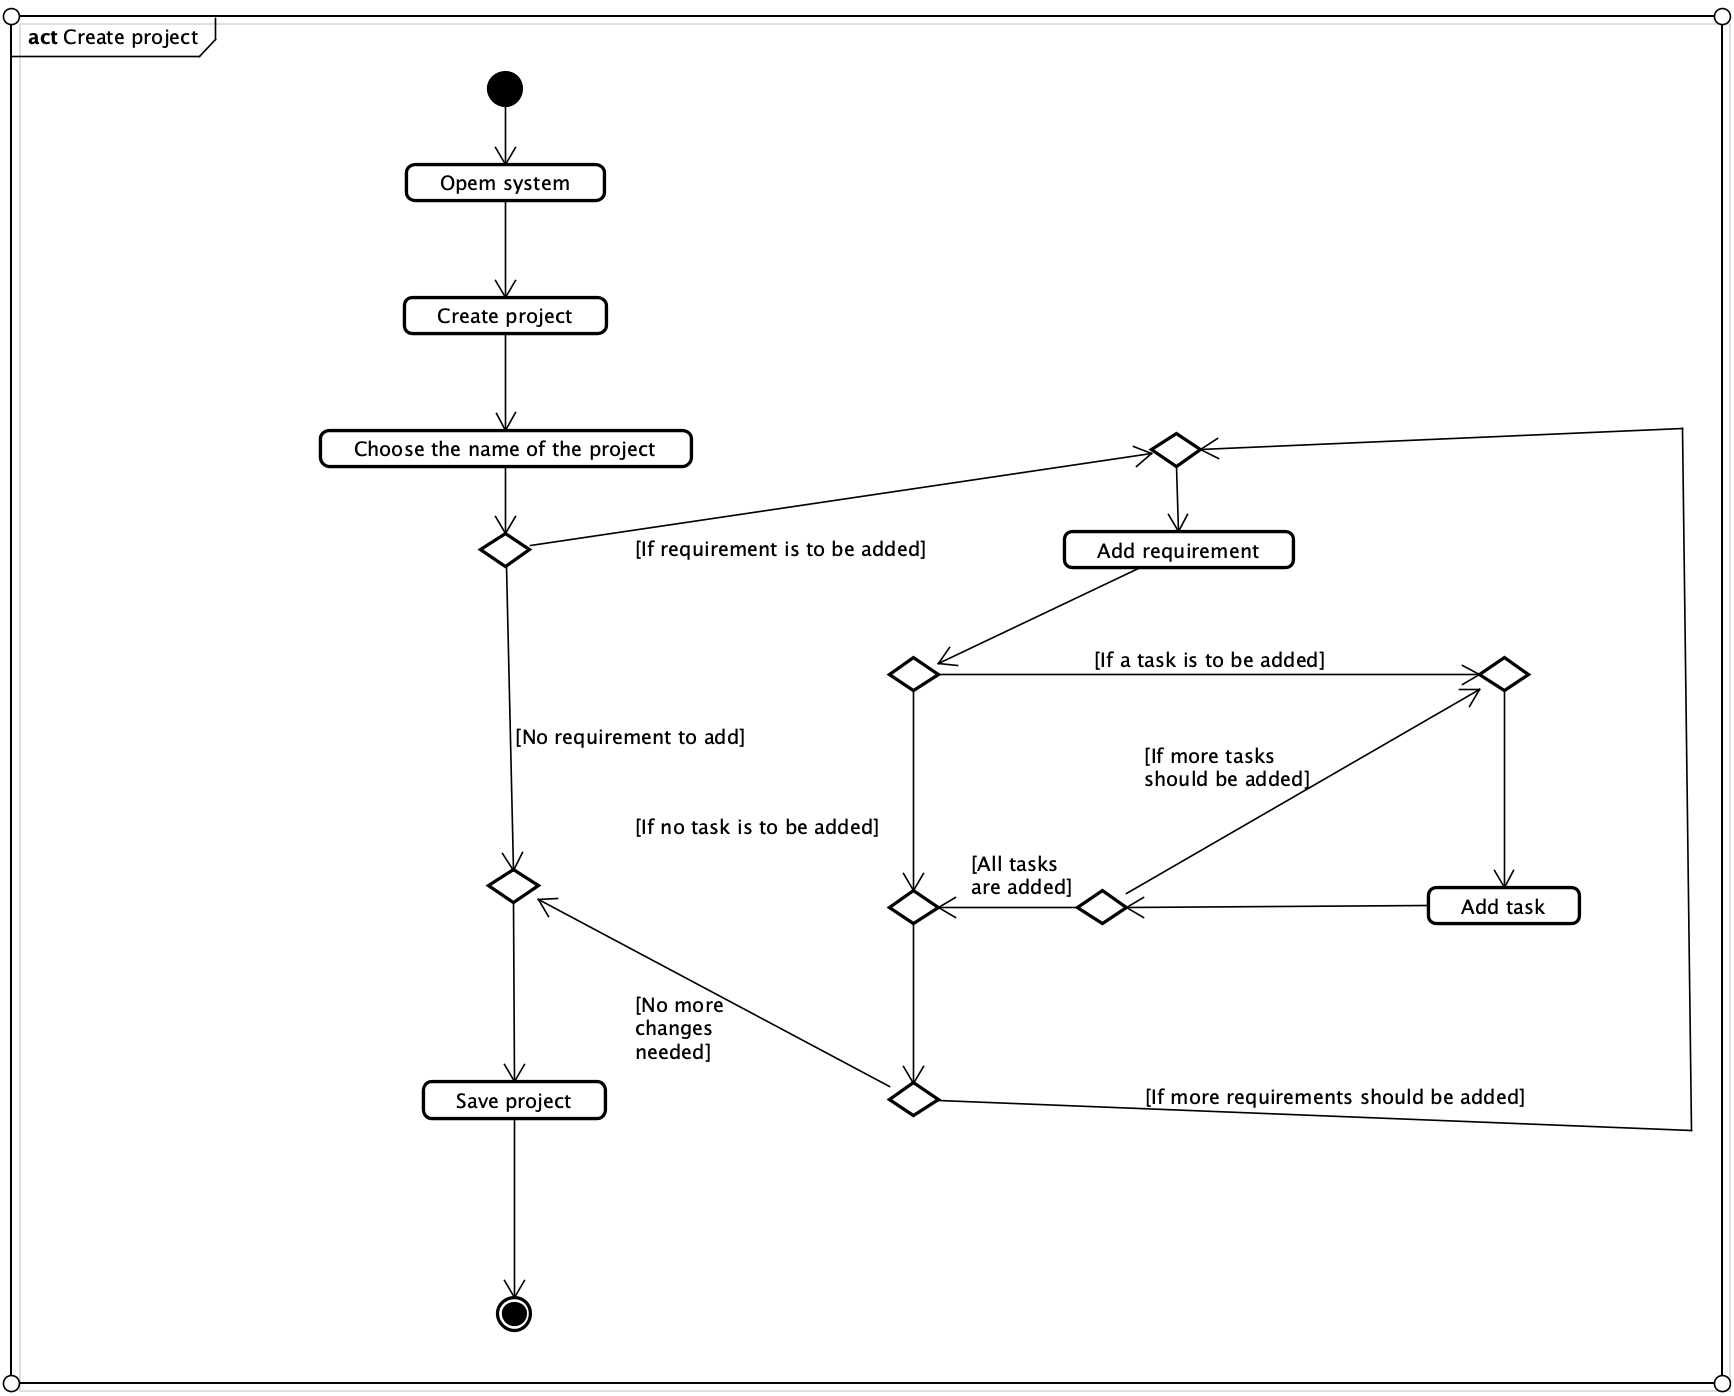 act Create project
Opem system
Create project
Choose the name of the project
[If requirement is to be added]
Add requirement
[If a task is to be added]
[No requirement to add]
[If more tasks
should be added]
[If no task is to be added]
[All tasks
are added]
Add task
[No more
changes
needed]
Save project
[If more requirements should be added]